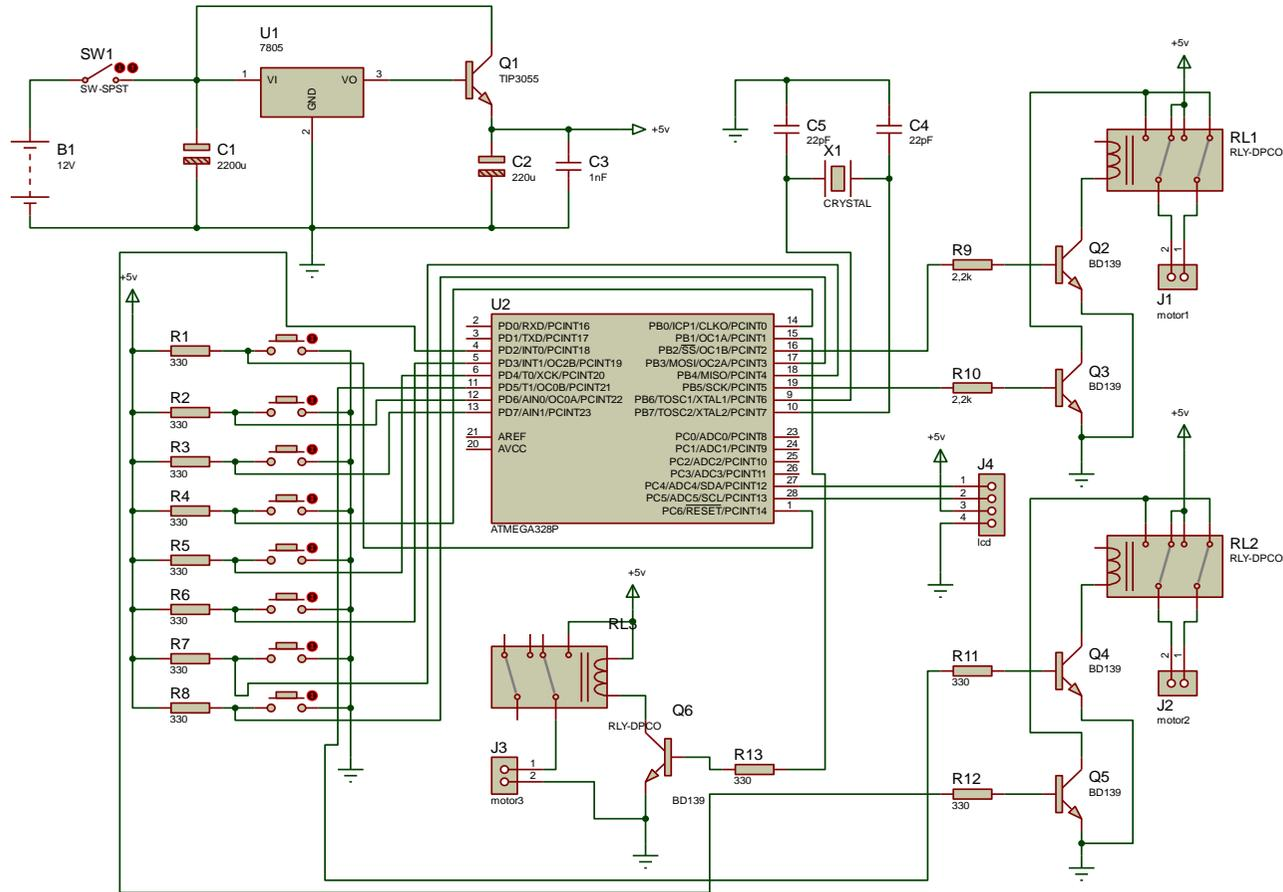 U1
7805
SW1
SW-SPST
1
VI
VO
3
GND
2
Q1
TIP3055
+5v
B1
12V
C1
2200u
C2
220u
C3
1nF
C5
22pF
C4
22pF
X1
CRYSTAL
+5v
RL1
RLY-DPCO
R9
2,2k
Q2
BD139
2
1
J1
motor1
R10
2,2k
Q3
BD139
+5v
R1
330
R2
330
R3
330
R4
330
R5
330
R6
330
R7
330
R8
330
U2
2
PD0/RXD/PCINT16
3
PD1/TXD/PCINT17
4
PD2/INT0/PCINT18
5
PD3/INT1/OC2B/PCINT19
6
PD4/T0/XCK/PCINT20
11
PD5/T1/OC0B/PCINT21
12
PD6/AIN0/OC0A/PCINT22
13
PD7/AIN1/PCINT23
21
AREF
20
AVCC
PB0/ICP1/CLKO/PCINT0
14
PB1/OC1A/PCINT1
15
PB2/SS/OC1B/PCINT2
16
PB3/MOSI/OC2A/PCINT3
17
PB4/MISO/PCINT4
18
PB5/SCK/PCINT5
19
PB6/TOSC1/XTAL1/PCINT6
9
PB7/TOSC2/XTAL2/PCINT7
10
PC0/ADC0/PCINT8
23
PC1/ADC1/PCINT9
24
PC2/ADC2/PCINT10
25
PC3/ADC3/PCINT11
26
PC4/ADC4/SDA/PCINT12
27
PC5/ADC5/SCL/PCINT13
28
PC6/RESET/PCINT14
1
ATMEGA328P
+5v
J4
1
2
3
4
lcd
+5v
RL2
RLY-DPCO
R11
330
Q4
BD139
2
1
J2
motor2
R12
330
Q5
BD139
+5v
RL3
RLY-DPCO
Q6
BD139
R13
330
J3
1
2
motor3